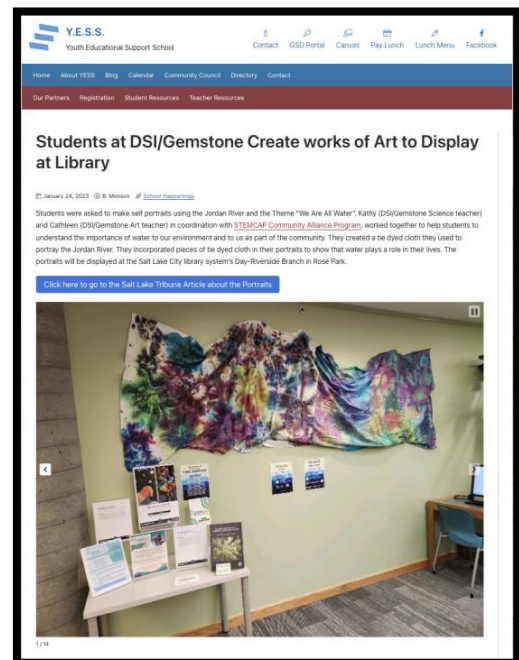 Y.E.S.S.
Youth Educational Support School
Contact GSD Portal Canvas Pay Lunch Lunch Menu Facebook
Home About YESS Blog Calendar Community Council Directory Contact
Our Partners Registration Student Resources Teacher Resources
Students at DSI/Gemstone Create works of Art to Display
at Library
January 24, 2023 B. Monson # School Happenings
Students were asked to make self portraits using the Jordan River and the Theme "We Are All Water". Kathy (DSI/Gemstone Science teacher)
and Cathleen (DSI/Gemstone Art teacher) in coordination with STEMCAP Community Alliance Program, worked together to help students to
understand the importance of water to our environment and to us as part of the community. They created a tie dyed cloth they used to
portray the Jordan River. They incorporated pieces of tie dyed cloth in their portraits to show that water plays a role in their lives. The
portraits will be displayed at the Salt Lake City library system's Day-Riverside Branch in Rose Park.
Click here to go to the Salt Lake Tribune Article about the Portraits
1 / 14